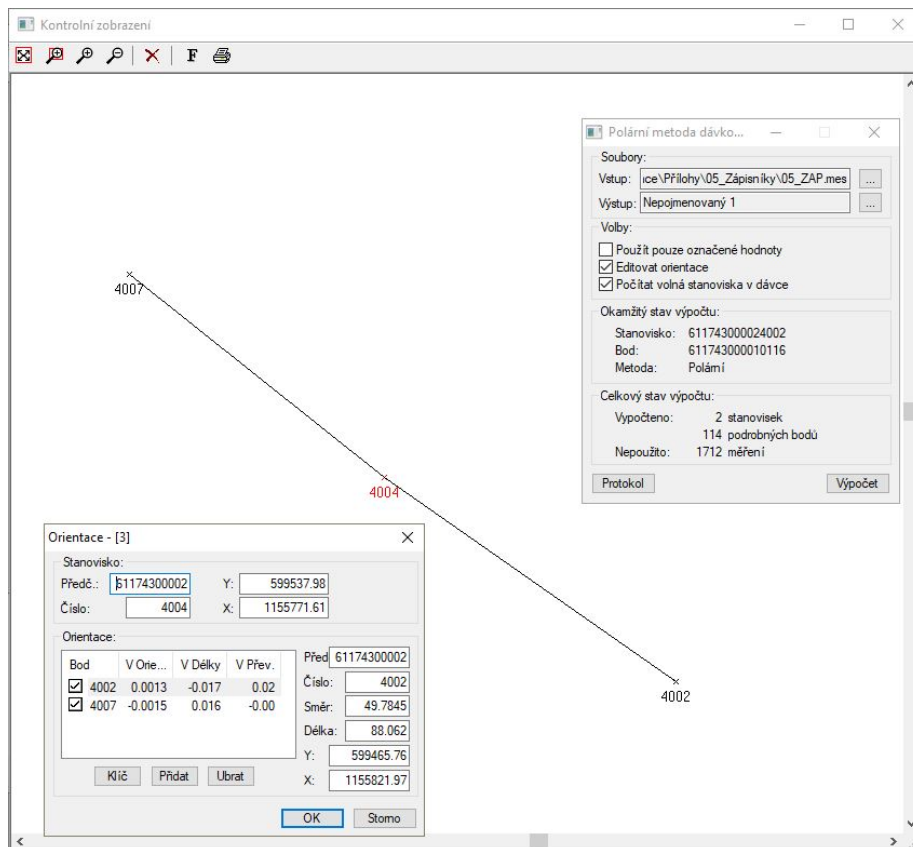 Kontrolní zobrazení
F
4007
4004
4002
Polární metoda dávko...
Soubory:
Vstup: ıce\Přílohy\05_Zápisníky\05_ZAP.mes ...
Výstup: Nepojmenovaný 1 ...
Volby:
Použít pouze označené hodnoty
Editovat orientace
Počítat volná stanoviska v dávce
Okamžitý stav výpočtu:
Stanovisko: 611743000024002
Bod: 611743000010116
Metoda: Polární
Celkový stav výpočtu:
Vypočteno: 2 stanovisek
114 podrobných bodů
Nepoužito: 1712 měření
Protokol Výpočet
Orientace - [3]
Stanovisko:
Předč.: 61174300002 Y: 599537.98
Číslo: 4004 X: 1155771.61
Orientace:
Bod V Orie... V Délky V Přev.
4002 0.0013 -0.017 0.02
4007 -0.0015 0.016 -0.00
Před 61174300002
Číslo: 4002
Směr: 49.7845
Délka: 88.062
Y: 599465.76
X: 1155821.97
Klíč Přidat Ubrat
OK Storno